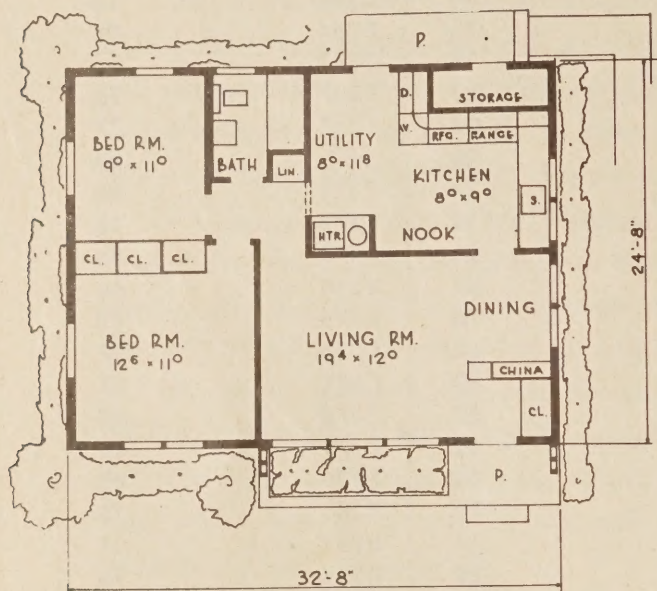 P.
D.
STORAGE
BED RM.
9⁰ x 11⁰
BATH
LIN.
UTILITY
8⁰ x 11⁸
W.
RFG.
RANGE
KITCHEN
8⁰ x 9⁰
S.
HTR.
NOOK
CL.
CL.
CL.
24'-8"
DINING
BED RM.
12⁶ x 11⁰
LIVING RM.
19⁴ x 12⁰
CHINA
CL.
P.
32'-8"